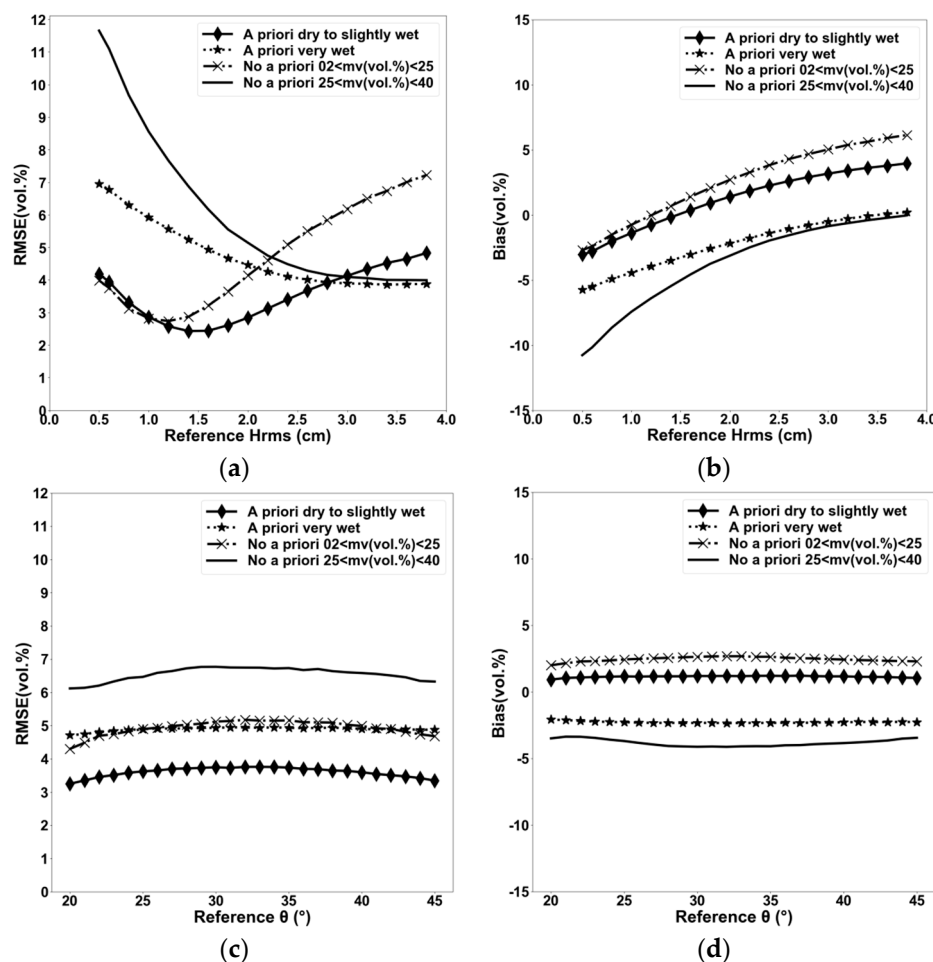 12
11
10
9
8
7
6
5
4
3
2
1
0
RMSE(vol.%)
A priori dry to slightly wet
A priori very wet
No a priori 02<mv(vol.%)<25
No a priori 25<mv(vol.%)<40
0.0 0.5 1.0 1.5 2.0 2.5 3.0 3.5 4.0
Reference Hrms (cm)
(a)
15
10
5
0
-5
-10
-15
Bias(vol.%)
A priori dry to slightly wet
A priori very wet
No a priori 02<mv(vol.%)<25
No a priori 25<mv(vol.%)<40
0.0 0.5 1.0 1.5 2.0 2.5 3.0 3.5 4.0
Reference Hrms (cm)
(b)
12
11
10
9
8
7
6
5
4
3
2
1
0
RMSE(vol.%)
A priori dry to slightly wet
A priori very wet
No a priori 02<mv(vol.%)<25
No a priori 25<mv(vol.%)<40
20 25 30 35 40 45
Reference θ (°)
(c)
15
10
5
0
-5
-10
-15
Bias(vol.%)
A priori dry to slightly wet
A priori very wet
No a priori 02<mv(vol.%)<25
No a priori 25<mv(vol.%)<40
20 25 30 35 40 45
Reference θ (°)
(d)